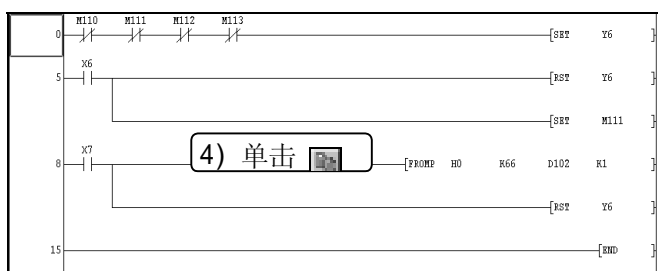 M110 M111 M112 M113
0 [SET Y6 ]
X6
5 [RST Y6 ]
[SET M111 ]
X7
8 4) 单击 [FROMP H0 K66 D102 K1 ]
[RST Y6 ]
15 [END ]